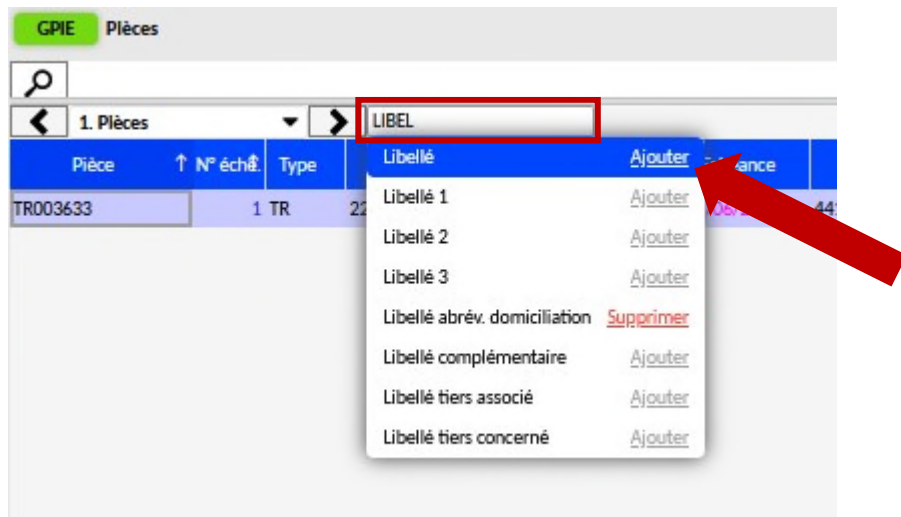 GPIE Pièces
1. Pièces LIBEL
Pièce N° éché. Type
TR003633 1 TR 22
Libellé Ajouter
Libellé 1 Ajouter
Libellé 2 Ajouter
Libellé 3 Ajouter
Libellé abrév. domiciliation Supprimer
Libellé complémentaire Ajouter
Libellé tiers associé Ajouter
Libellé tiers concerné Ajouter